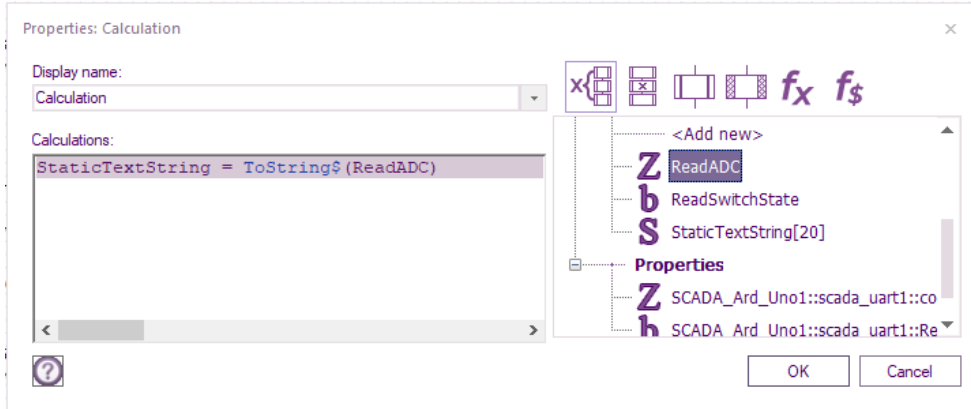 Properties: Calculation
Display name:
Calculation
Calculations:
StaticTextString = ToString$(ReadADC)
<Add new>
Z ReadADC
b ReadSwitchState
S StaticTextString[20]
Properties
Z SCADA_Ard_Uno1::scada_uart1::co
b SCADA_Ard_Uno1::scada_uart1::Re
OK
Cancel